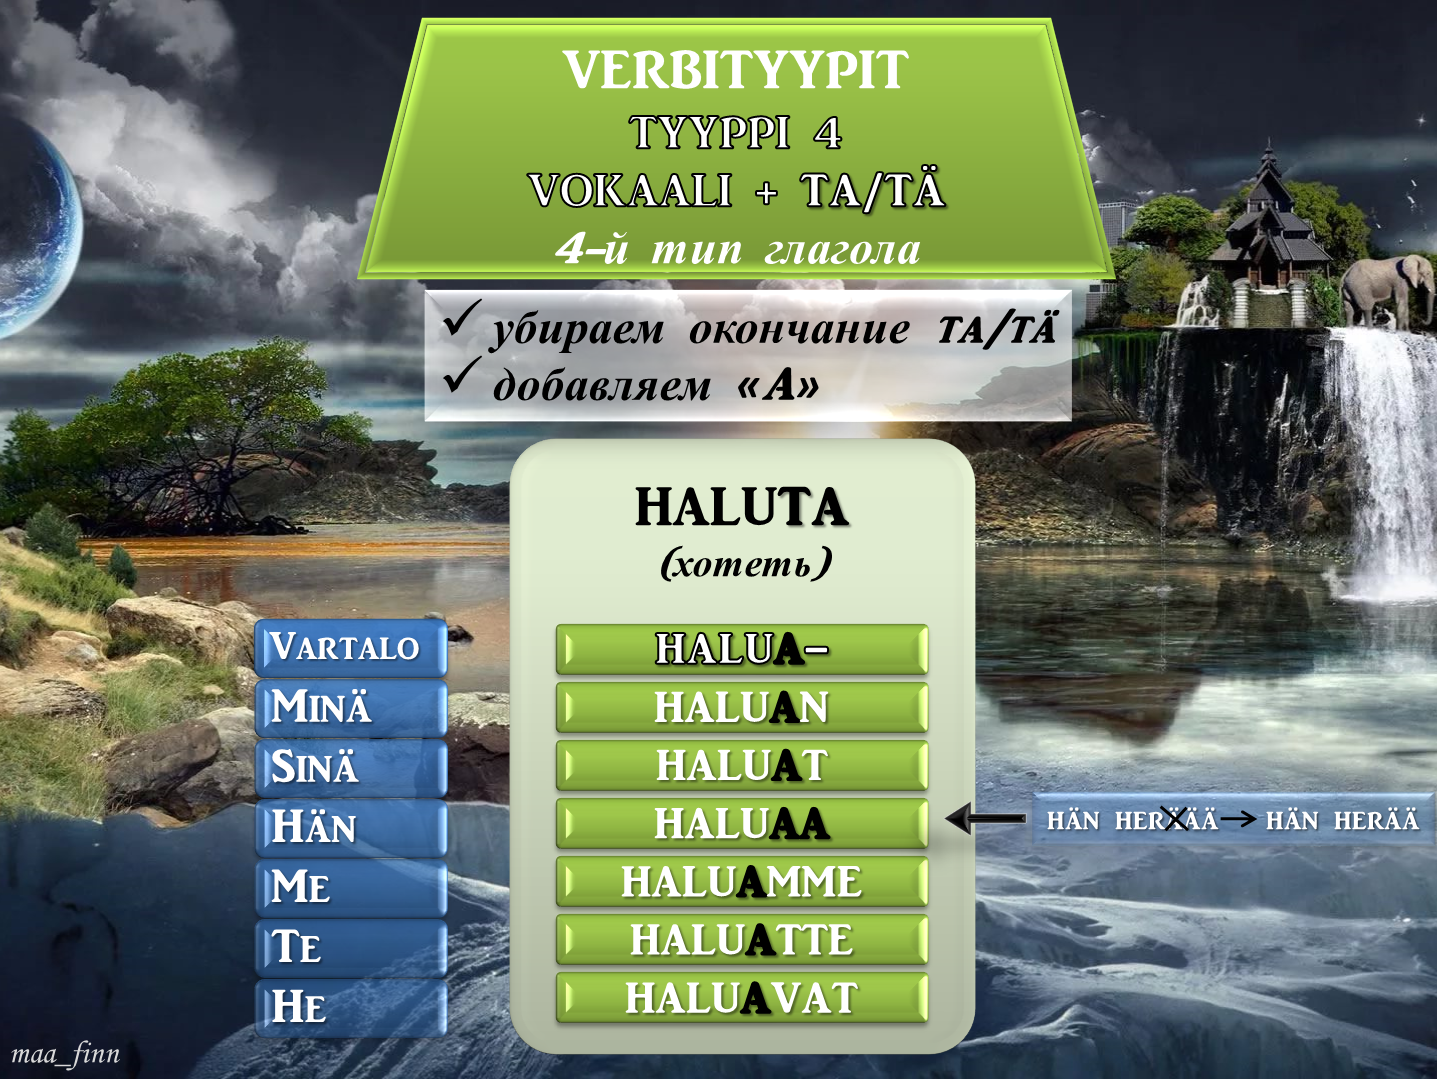 VERBITYYPIT
TYYPPI 4
VOKAALI + TA/TÄ
4-й тип глагола
✓ убираем окончание TA/TÄ
✓ добавляем «A»
HALUTA
(хотеть)
VARTALO HALUA-
MINÄ HALUAN
SINÄ HALUAT
HÄN HALUAA HÄN HERÄÄÄ → HÄN HERÄÄ
ME HALUAMME
TE HALUATTE
HE HALUAVAT
maa_finn